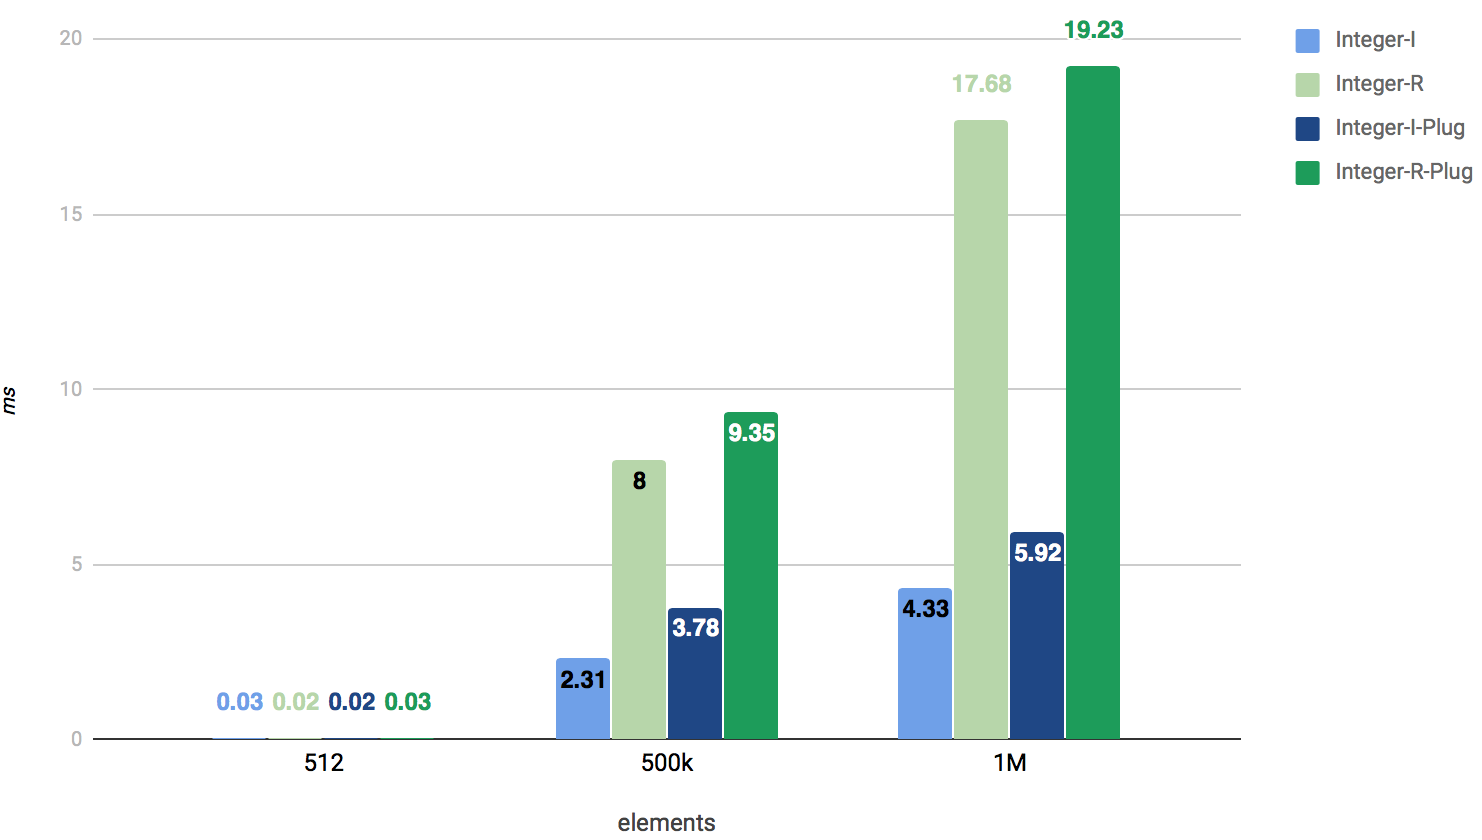 20
15
10
5
0
ms
19.23
17.68
9.35
8
5.92
4.33
3.78
2.31
0.03 0.02 0.02 0.03
512 500k 1M
elements
Integer-I
Integer-R
Integer-I-Plug
Integer-R-Plug